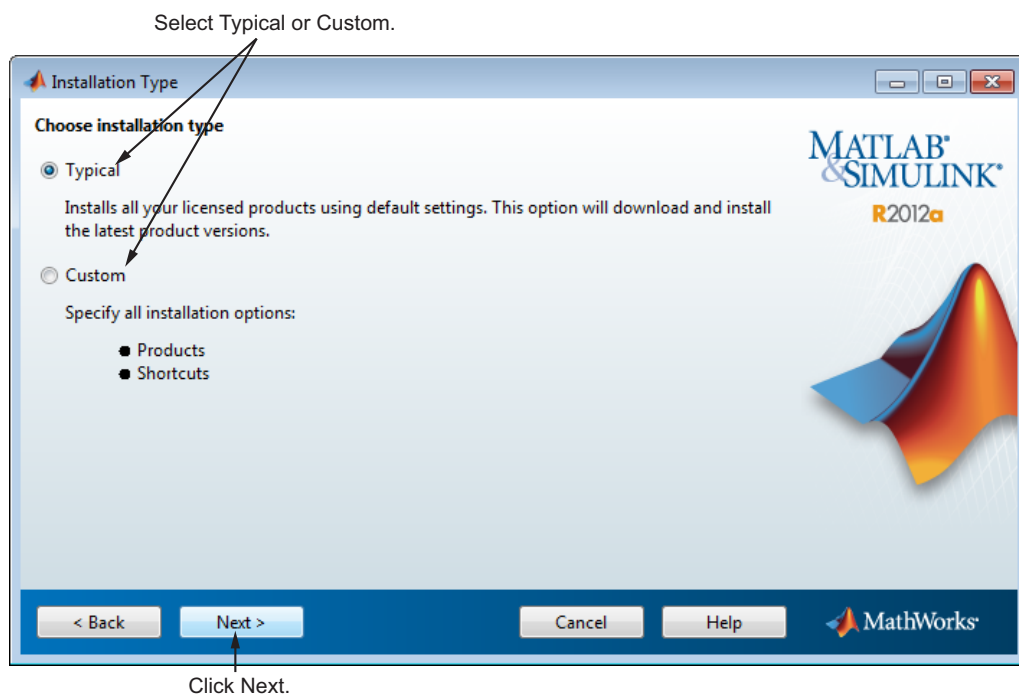 Select Typical or Custom.
Installation Type
Choose installation type
Typical
Installs all your licensed products using default settings. This option will download and install
the latest product versions.
Custom
Specify all installation options:
Products
Shortcuts
MATLAB®
&SIMULINK®
R2012a
< Back
Next >
Cancel
Help
MathWorks®
Click Next.